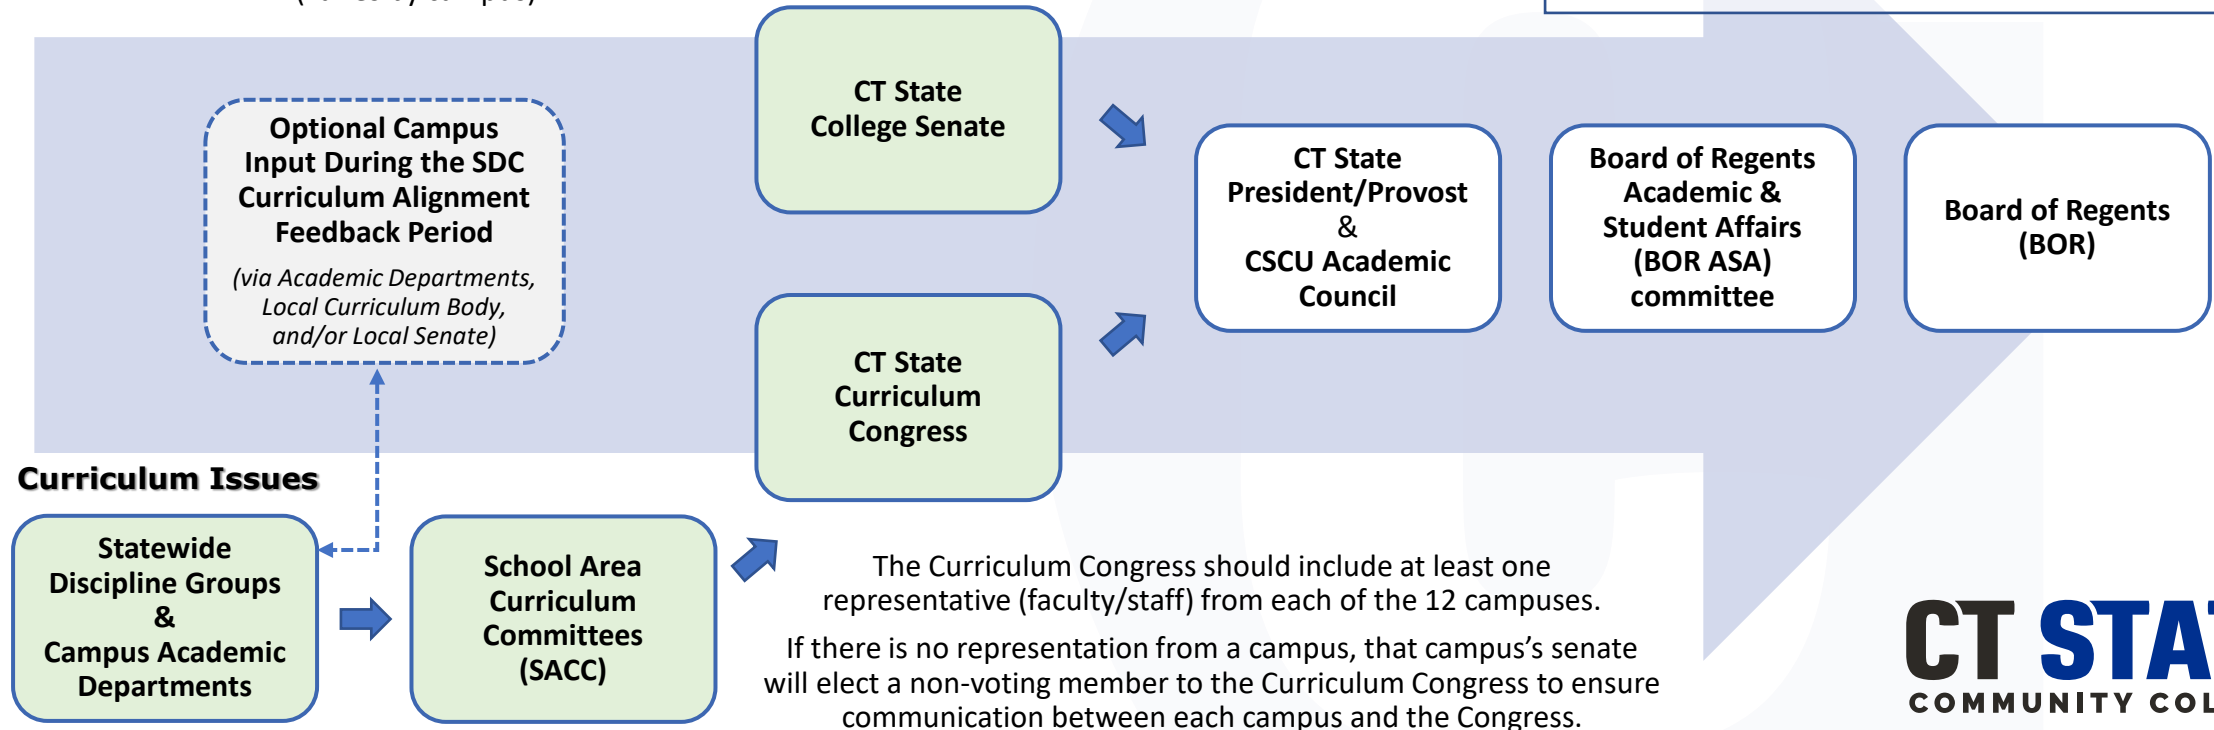 CT State
College Senate
Optional Campus
Input During the SDC
Curriculum Alignment
Feedback Period
(via Academic Departments,
Local Curriculum Body,
and/or Local Senate)
CT State
President/Provost
&
CSCU Academic
Council
Board of Regents
Academic &
Student Affairs
(BOR ASA)
committee
Board of Regents
(BOR)
CT State
Curriculum
Congress
Curriculum Issues
Statewide
Discipline Groups
&
Campus Academic
Departments
School Area
Curriculum
Committees
(SACC)
The Curriculum Congress should include at least one
representative (faculty/staff) from each of the 12 campuses.
If there is no representation from a campus, that campus's senate
will elect a non-voting member to the Curriculum Congress to ensure
communication between each campus and the Congress.
CT STAT
COMMUNITY COL